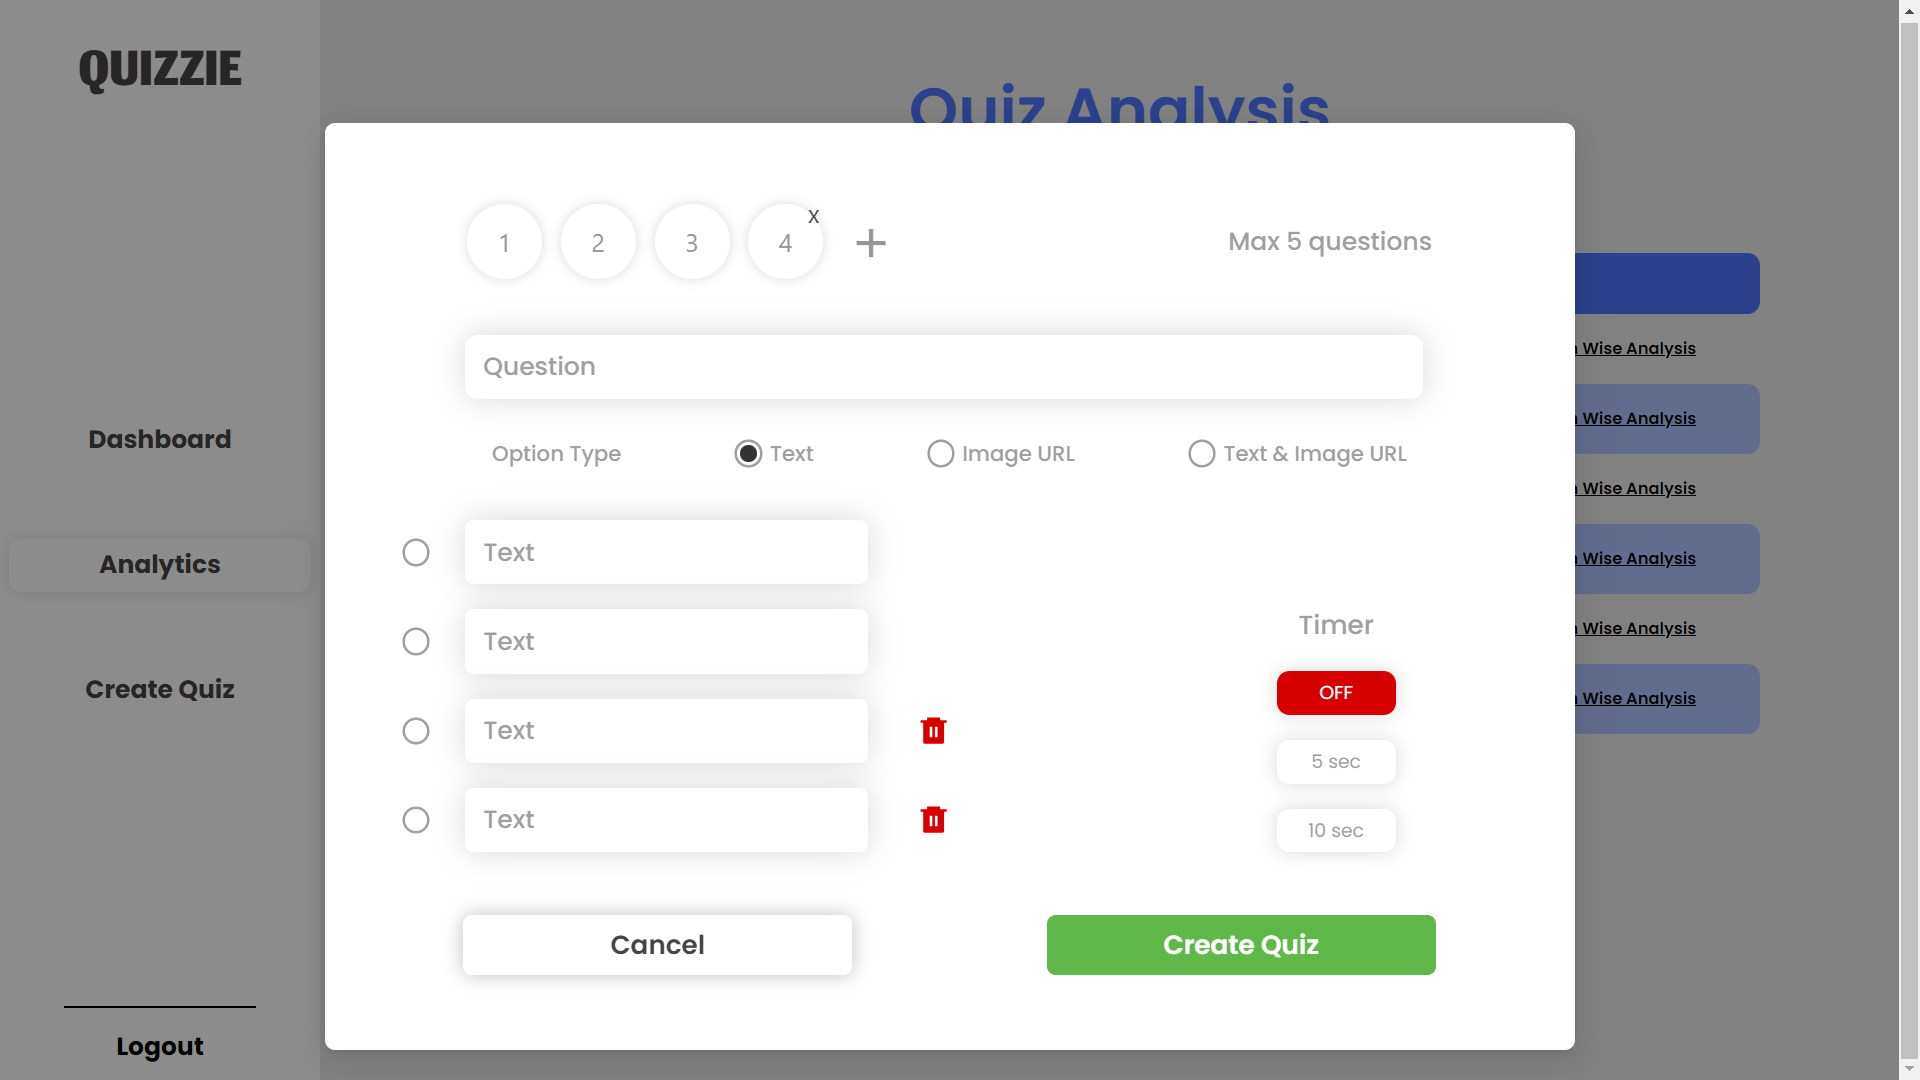 QUIZZIE
Quiz Analysis
Dashboard
Analytics
Create Quiz
Logout
1 2 3 4 X +
Max 5 questions
Question
Option Type Text Image URL Text & Image URL
Text
Text
Text
Text
Timer
OFF
5 sec
10 sec
Cancel
Create Quiz
Wise Analysis
Wise Analysis
Wise Analysis
Wise Analysis
Wise Analysis
Wise Analysis